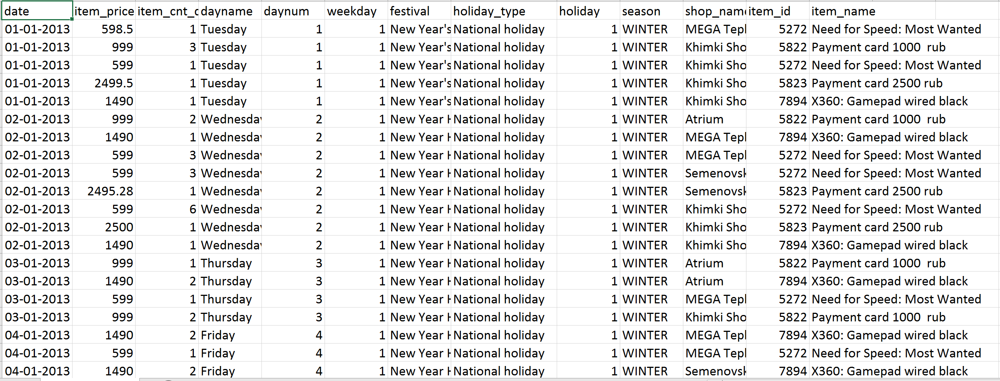 date item_price item_cnt_c dayname daynum weekday festival holiday_type holiday season shop_name item_id item_name
01-01-2013 598.5 1 Tuesday 1 1 New Year's National holiday 1 WINTER MEGA Tepl 5272 Need for Speed: Most Wanted
01-01-2013 999 3 Tuesday 1 1 New Year's National holiday 1 WINTER Khimki Sho 5822 Payment card 1000 rub
01-01-2013 599 1 Tuesday 1 1 New Year's National holiday 1 WINTER Khimki Sho 5272 Need for Speed: Most Wanted
01-01-2013 2499.5 1 Tuesday 1 1 New Year's National holiday 1 WINTER Khimki Sho 5823 Payment card 2500 rub
01-01-2013 1490 1 Tuesday 1 1 New Year's National holiday 1 WINTER Khimki Sho 7894 X360: Gamepad wired black
02-01-2013 999 2 Wednesday 2 1 New Year H National holiday 1 WINTER Atrium 5822 Payment card 1000 rub
02-01-2013 1490 1 Wednesday 2 1 New Year H National holiday 1 WINTER MEGA Tepl 7894 X360: Gamepad wired black
02-01-2013 599 3 Wednesday 2 1 New Year H National holiday 1 WINTER MEGA Tepl 5272 Need for Speed: Most Wanted
02-01-2013 599 3 Wednesday 2 1 New Year H National holiday 1 WINTER Semenovsk 5272 Need for Speed: Most Wanted
02-01-2013 2495.28 1 Wednesday 2 1 New Year H National holiday 1 WINTER Semenovsk 5823 Payment card 2500 rub
02-01-2013 599 6 Wednesday 2 1 New Year H National holiday 1 WINTER Khimki Sho 5272 Need for Speed: Most Wanted
02-01-2013 2500 1 Wednesday 2 1 New Year H National holiday 1 WINTER Khimki Sho 5823 Payment card 2500 rub
02-01-2013 1490 1 Wednesday 2 1 New Year H National holiday 1 WINTER Khimki Sho 7894 X360: Gamepad wired black
03-01-2013 999 1 Thursday 3 1 New Year H National holiday 1 WINTER Atrium 5822 Payment card 1000 rub
03-01-2013 1490 2 Thursday 3 1 New Year H National holiday 1 WINTER Atrium 7894 X360: Gamepad wired black
03-01-2013 599 1 Thursday 3 1 New Year H National holiday 1 WINTER MEGA Tepl 5272 Need for Speed: Most Wanted
03-01-2013 999 2 Thursday 3 1 New Year H National holiday 1 WINTER Khimki Sho 5822 Payment card 1000 rub
04-01-2013 1490 2 Friday 4 1 New Year H National holiday 1 WINTER MEGA Tepl 7894 X360: Gamepad wired black
04-01-2013 599 1 Friday 4 1 New Year H National holiday 1 WINTER MEGA Tepl 5272 Need for Speed: Most Wanted
04-01-2013 1490 2 Friday 4 1 New Year H National holiday 1 WINTER Semenovsk 7894 X360: Gamepad wired black